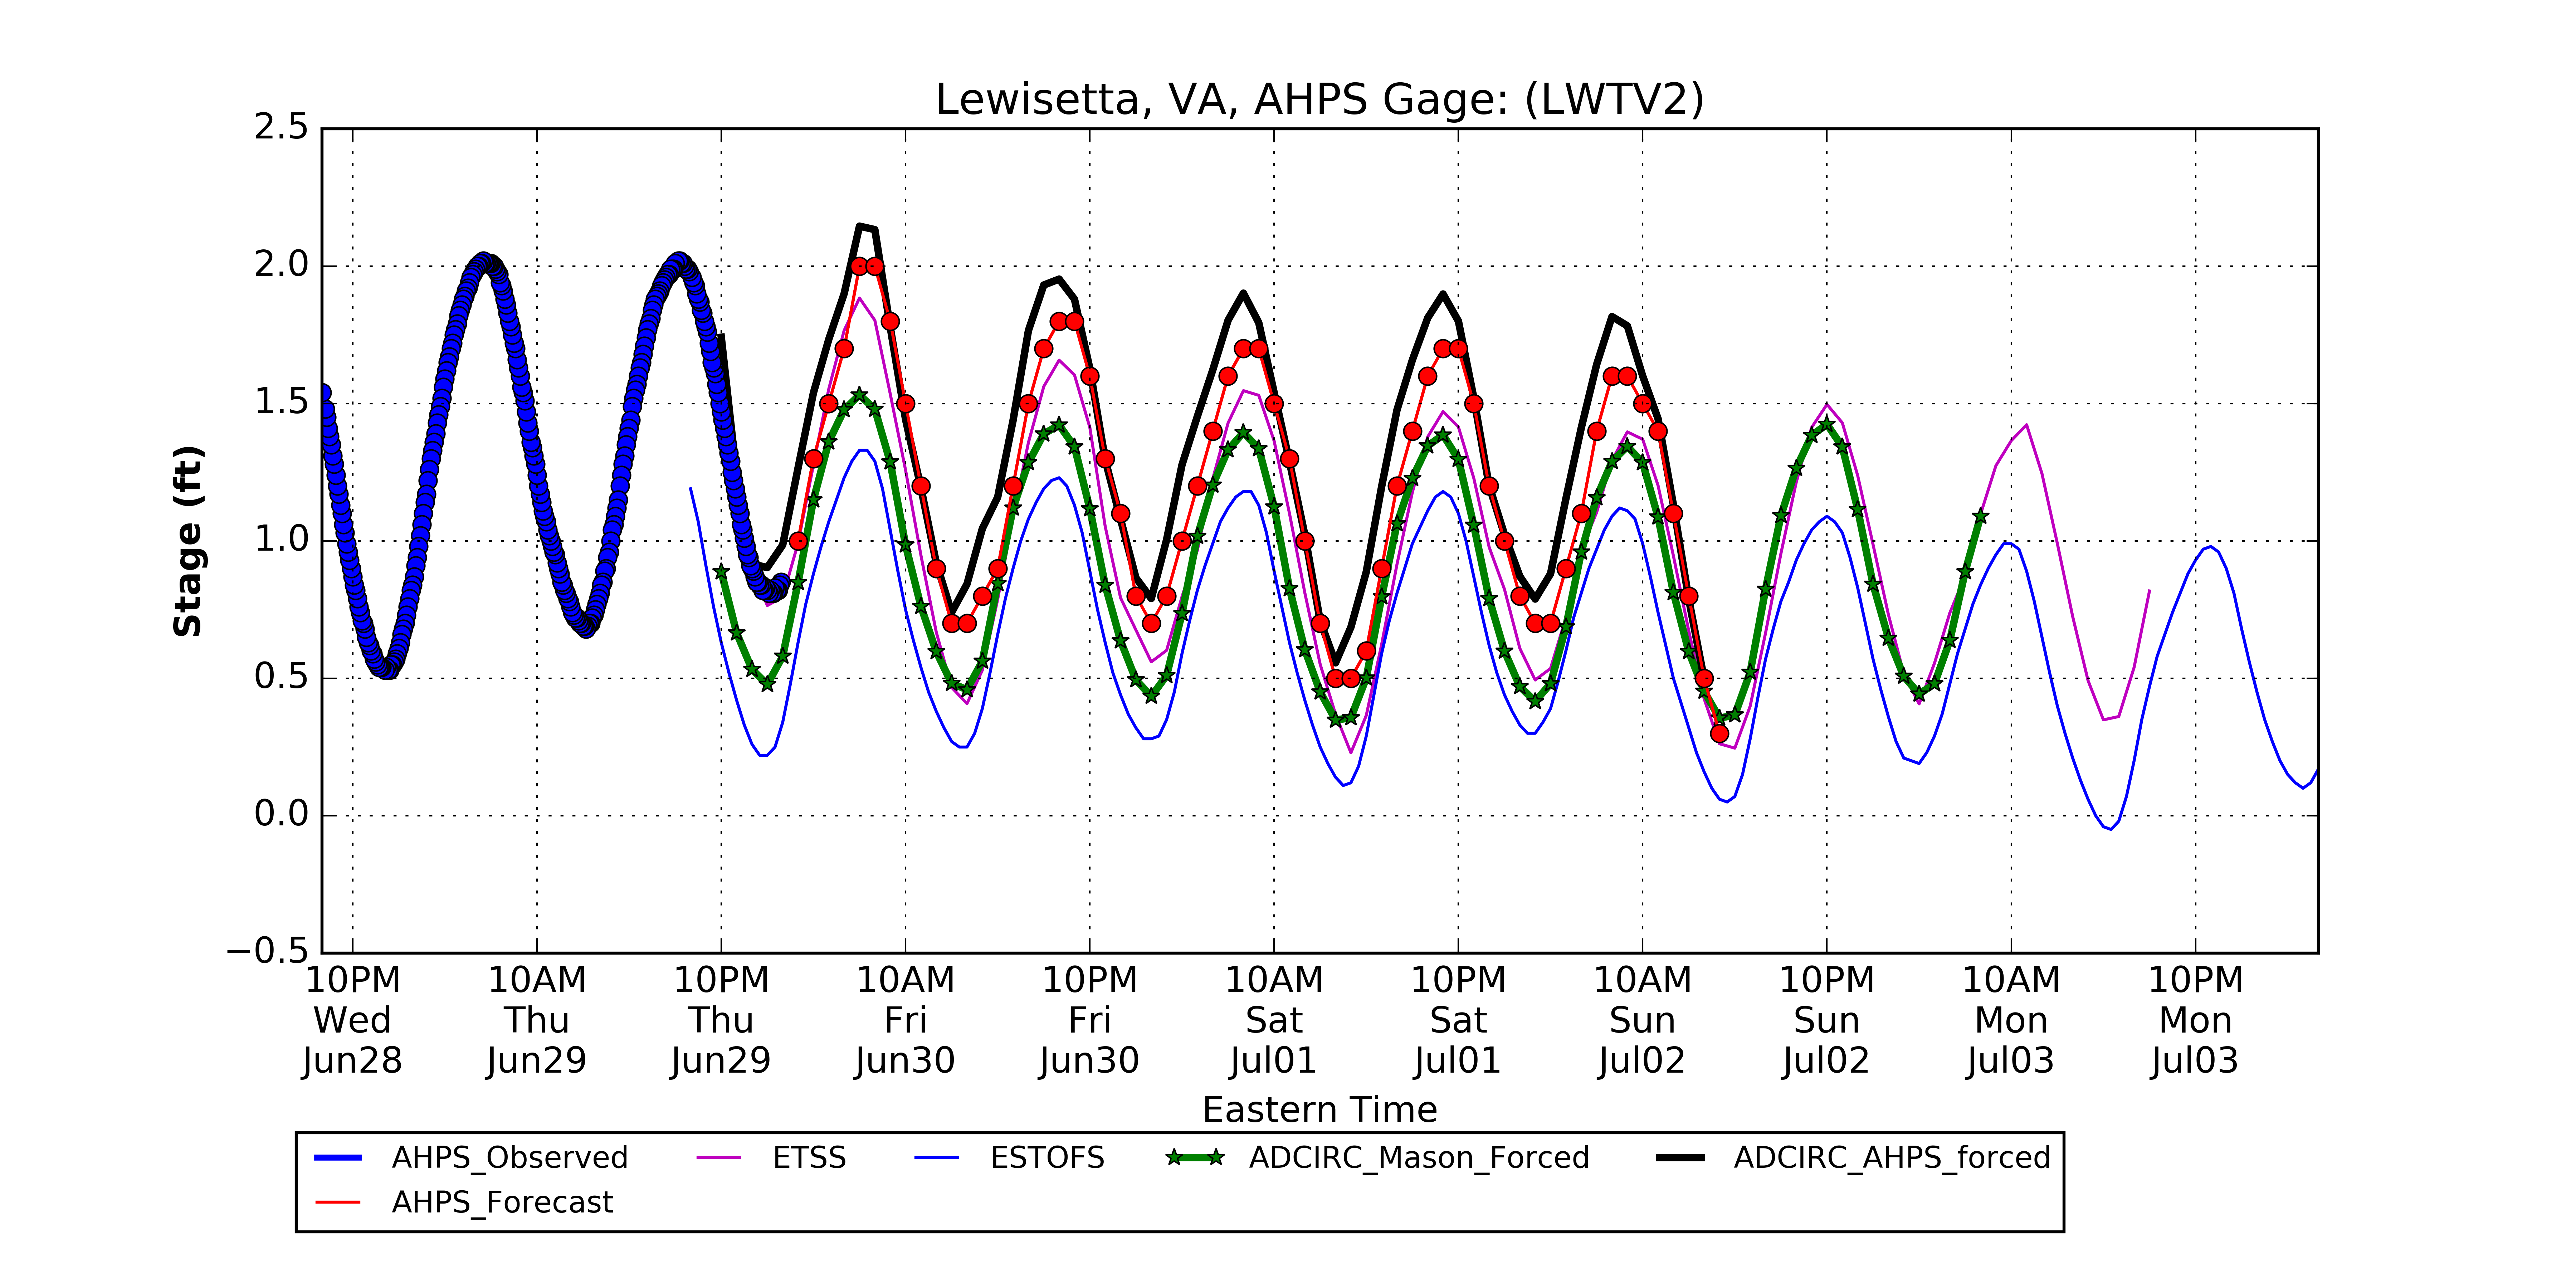 Lewisetta, VA, AHPS Gage: (LWTV2)
Stage (ft)
2.5
2.0
1.5
1.0
0.5
0.0
−0.5
10PM 10AM 10PM 10AM 10PM 10AM 10PM 10AM 10PM 10AM 10PM
Wed Thu Thu Fri Fri Sat Sat Sun Sun Mon Mon
Jun28 Jun29 Jun29 Jun30 Jun30 Jul01 Jul01 Jul02 Jul02 Jul03 Jul03
Eastern Time
AHPS_Observed ETSS ESTOFS ADCIRC_Mason_Forced ADCIRC_AHPS_forced
AHPS_Forecast